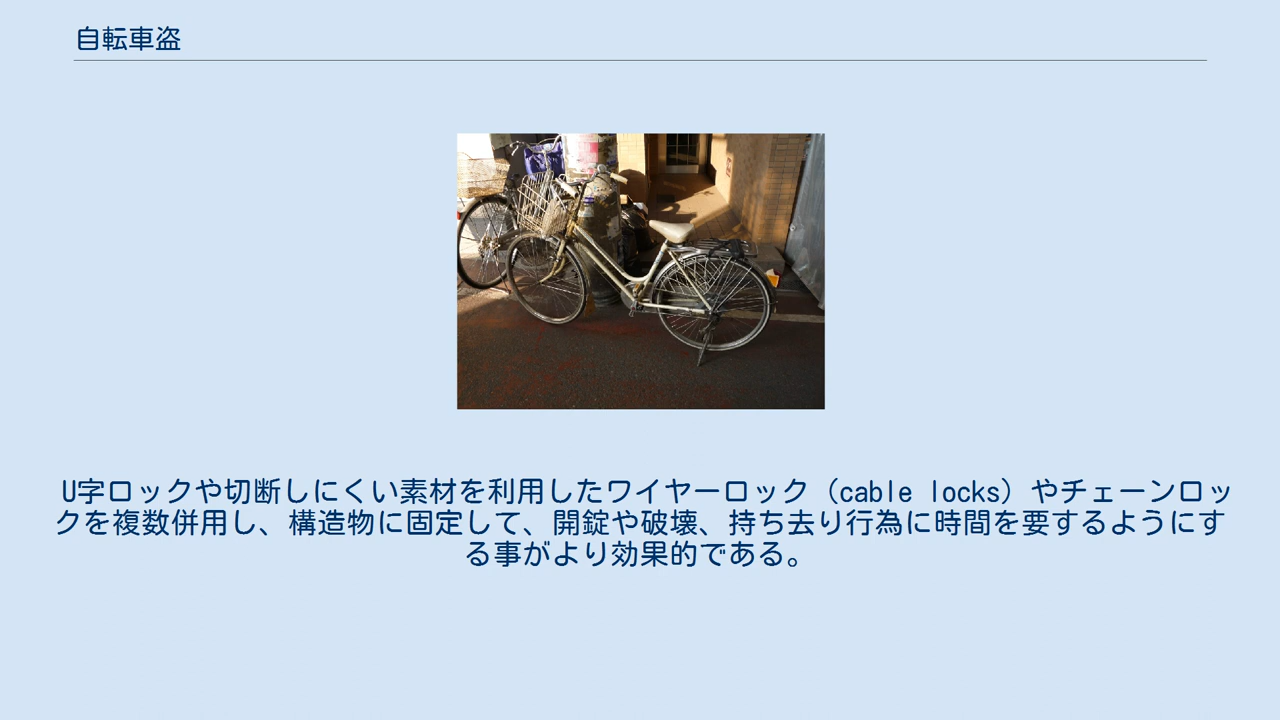 自転車盗
U字ロックや切断しにくい素材を利用したワイヤーロック（cable locks）やチェーンロッ
クを複数併用し、構造物に固定して、開錠や破壊、持ち去り行為に時間を要するようにす
る事がより効果的である。